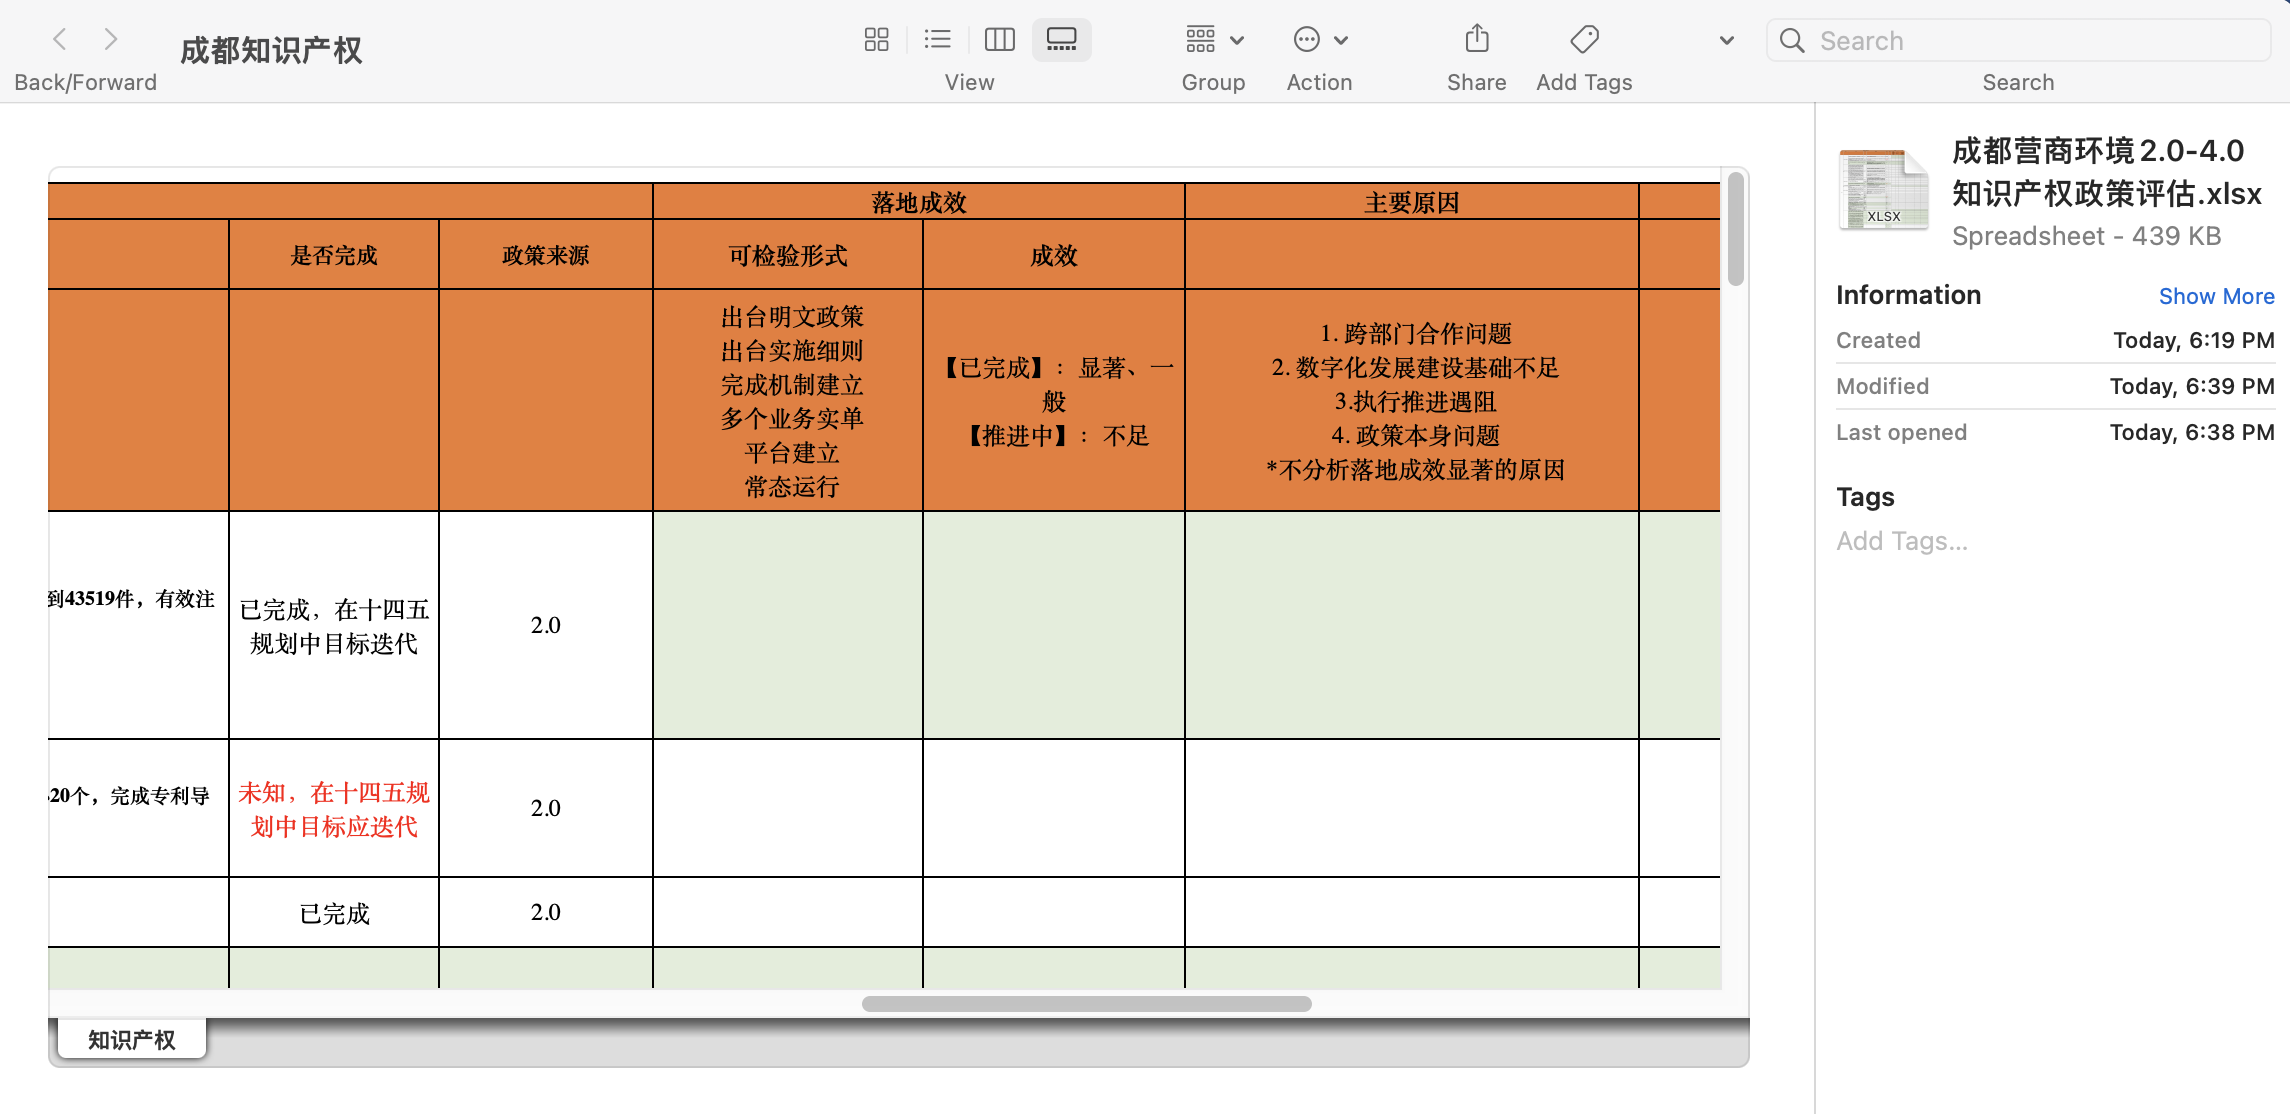 成都知识产权
Back/Forward
View
Group
Action
Share
Add Tags
Search
Search
落地成效
主要原因
是否完成
政策来源
可检验形式
成效
出台明文政策
出台实施细则
完成机制建立
多个业务实单
平台建立
常态运行
【已完成】：显著、一
般
【推进中】：不足
1. 跨部门合作问题
2. 数字化发展建设基础不足
3.执行推进遇阻
4. 政策本身问题
*不分析落地成效显著的原因
到43519件，有效注
已完成，在十四五
规划中目标迭代
2.0
20个，完成专利导
未知，在十四五规
划中目标应迭代
2.0
已完成
2.0
知识产权
XLSX
成都营商环境2.0-4.0
知识产权政策评估.xlsx
Spreadsheet - 439 KB
Information
Show More
Created
Today, 6:19 PM
Modified
Today, 6:39 PM
Last opened
Today, 6:38 PM
Tags
Add Tags...